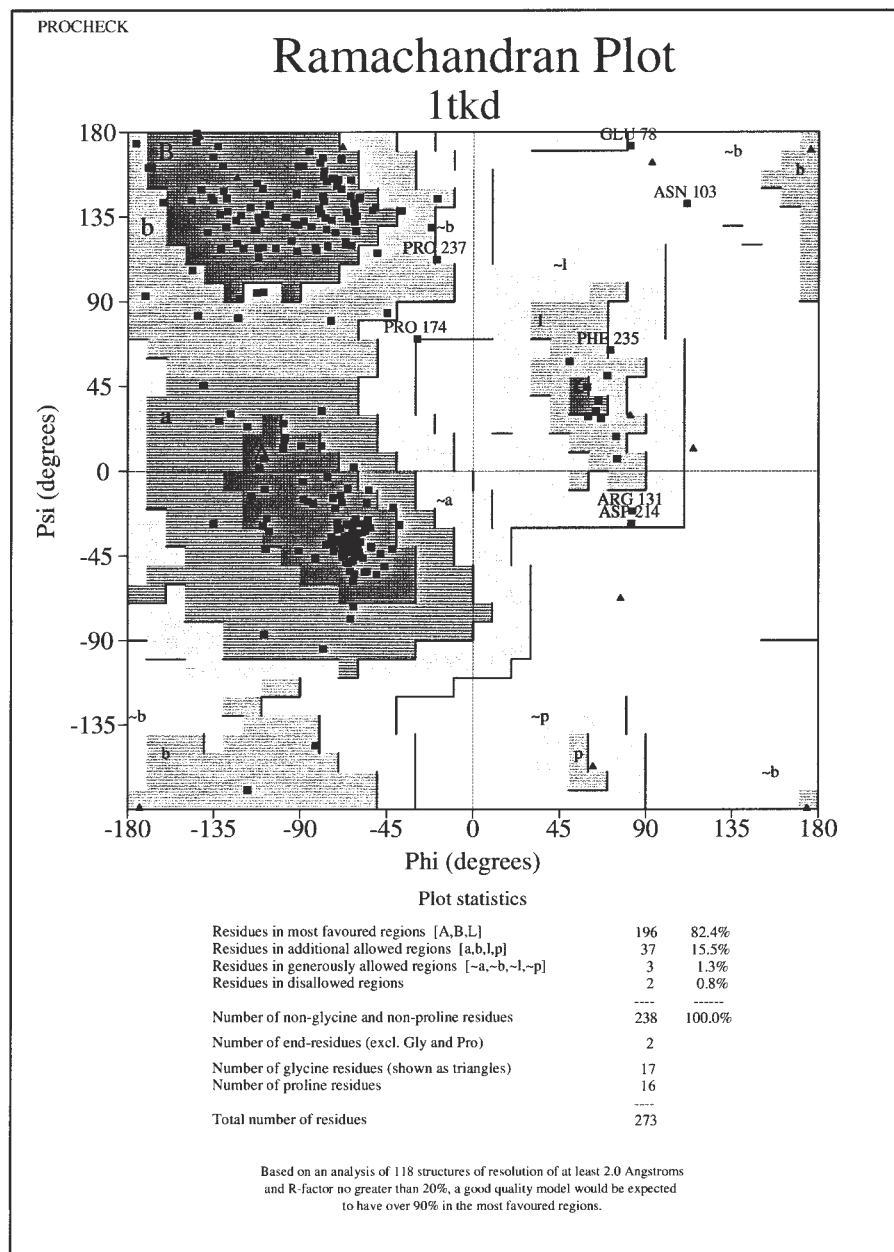 PROCHECK
Ramachandran Plot
1tkd
180
135
90
45
0
-45
-90
-135
Psi (degrees)
B
GLU 78
~b
b
ASN 103
b
~b
PRO 237
~l
l
PRO 174
PHE 235
a
A
~a
ARG 131
ASP 214
~b
~p
b
p
~b
-180
-135
-90
-45
0
45
90
135
180
Phi (degrees)
Plot statistics
Residues in most favoured regions [A,B,L] 196 82.4%
Residues in additional allowed regions [a,b,l,p] 37 15.5%
Residues in generously allowed regions [~a,~b,~l,~p] 3 1.3%
Residues in disallowed regions 2 0.8%
---- ------
Number of non-glycine and non-proline residues 238 100.0%
Number of end-residues (excl. Gly and Pro) 2
Number of glycine residues (shown as triangles) 17
Number of proline residues 16
----
Total number of residues 273
Based on an analysis of 118 structures of resolution of at least 2.0 Angstroms
and R-factor no greater than 20%, a good quality model would be expected
to have over 90% in the most favoured regions.